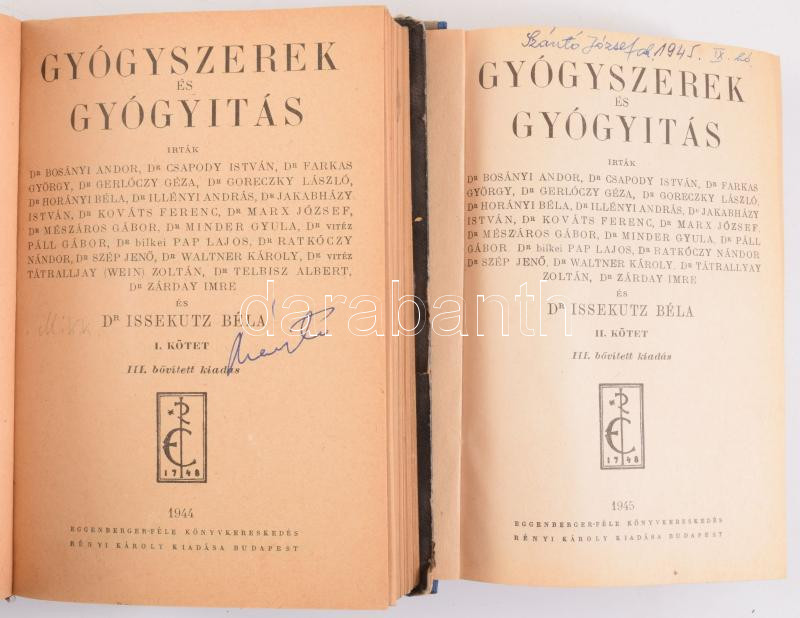 GYÓGYSZEREK
ÉS
GYÓGYITÁS
IRTÁK
DR BOSÁNYI ANDOR, DR CSAPODY ISTVÁN, DR FARKAS
GYÖRGY, DR GERLÓCZY GÉZA, DR GORECZKY LÁSZLÓ,
DR HORÁNYI BÉLA, DR ILLÉNYI ANDRÁS, DR JAKABHÁZY
ISTVÁN, DR KOVÁTS FERENC, DR MARX JÓZSEF,
DR MÉSZÁROS GÁBOR, DR MINDER GYULA, DR VITÉZ
PÁLL GÁBOR, DR bilkei PAP LAJOS, DR RATKÓCZY
NÁNDOR, DR SZÉP JENŐ, DR WALTNER KÁROLY, DR VITÉZ
TÁTRALLJAY (WEIN) ZOLTÁN, DR TELBISZ ALBERT,
DR ZÁRDAY IMRE
ÉS
DR ISSEKUTZ BÉLA
I. KÖTET
III. bővített kiadás
R
EC
1748
1944
EGGENBERGER-FÉLE KÖNYVKERESKEDÉS
RÉNYI KÁROLY KIADÁSA BUDAPEST
Szántó József 1945. IX. hó.
GYÓGYSZEREK
ÉS
GYÓGYITÁS
IRTÁK
DR BOSÁNYI ANDOR, DR CSAPODY ISTVÁN, DR FARKAS
GYÖRGY, DR GERLÓCZY GÉZA, DR GORECZKY LÁSZLÓ,
DR HORÁNYI BÉLA, DR ILLÉNYI ANDRÁS, DR JAKABHÁZY
ISTVÁN, DR KOVÁTS FERENC, DR MARX JÓZSEF,
DR MÉSZÁROS GÁBOR, DR MINDER GYULA, DR PÁLL
GÁBOR, DR bilkei PAP LAJOS, DR RATKÓCZY NÁNDOR
DR SZÉP JENŐ, DR WALTNER KÁROLY, DR TÁTRALLYAY
ZOLTÁN, DR ZÁRDAY IMRE
ÉS
DR ISSEKUTZ BÉLA
II. KÖTET
III. bővített kiadás
R
EC
1748
1945
EGGENBERGER-FÉLE KÖNYVKERESKEDÉS
RÉNYI KÁROLY KIADÁSA BUDAPEST
darabanth